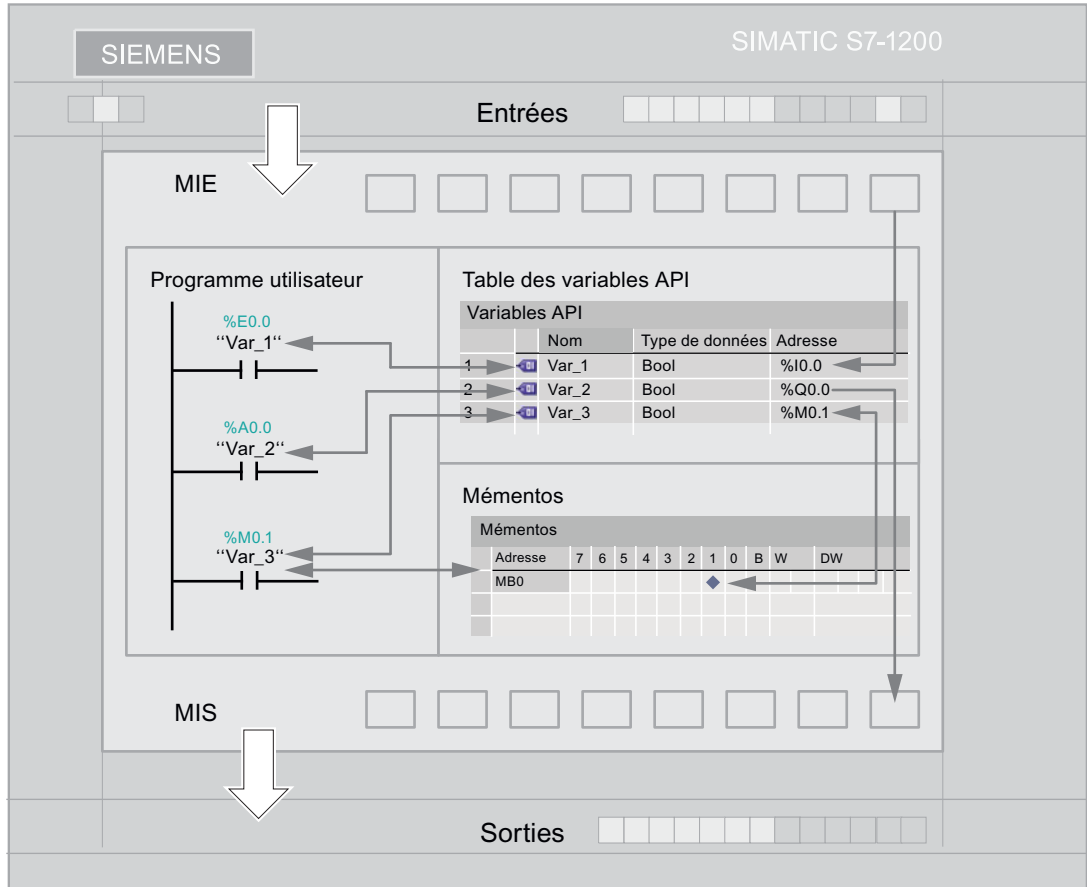 SIEMENS
SIMATIC S7-1200
Entrées
MIE
Programme utilisateur
%E0.0
‘‘Var_1‘‘
%A0.0
‘‘Var_2‘‘
%M0.1
‘‘Var_3‘‘
Table des variables API
Variables API
Nom Type de données Adresse
1 Var_1 Bool %I0.0
2 Var_2 Bool %Q0.0
3 Var_3 Bool %M0.1
Mémentos
Mémentos
Adresse 7 6 5 4 3 2 1 0 B W DW
MB0
MIS
Sorties